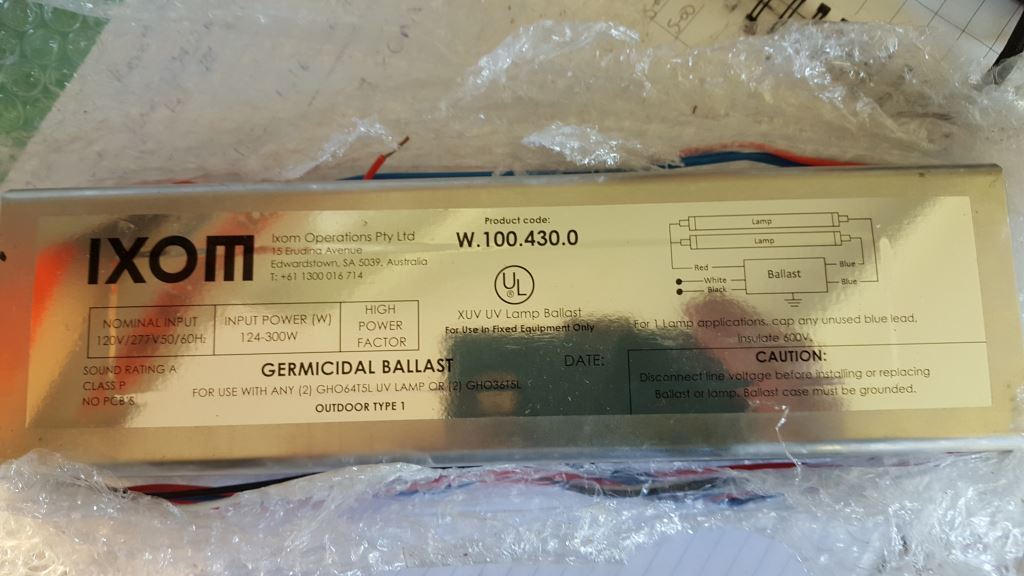 IXOM
Ixom Operations Pty Ltd
15 Erudina Avenue
Edwardstown, SA 5039, Australia
T: +61 1300 016 714
Product code:
W.100.430.0
UL
®
XUV UV Lamp Ballast
For Use in Fixed Equipment Only
NOMINAL INPUT
120V/277V50/60Hz
INPUT POWER (W)
124-300W
HIGH
POWER
FACTOR
SOUND RATING A
CLASS P
NO PCB'S
GERMICIDAL BALLAST
FOR USE WITH ANY (2) GHO64T5L UV LAMP OR (2) GHO36T5L
OUTDOOR TYPE 1
DATE:
Lamp
Lamp
Red
White
Black
Ballast
Blue
Blue
For 1 Lamp applications, cap any unused blue lead,
insulate 600V.
CAUTION:
Disconnect line voltage before installing or replacing
Ballast or lamp. Ballast case must be grounded.